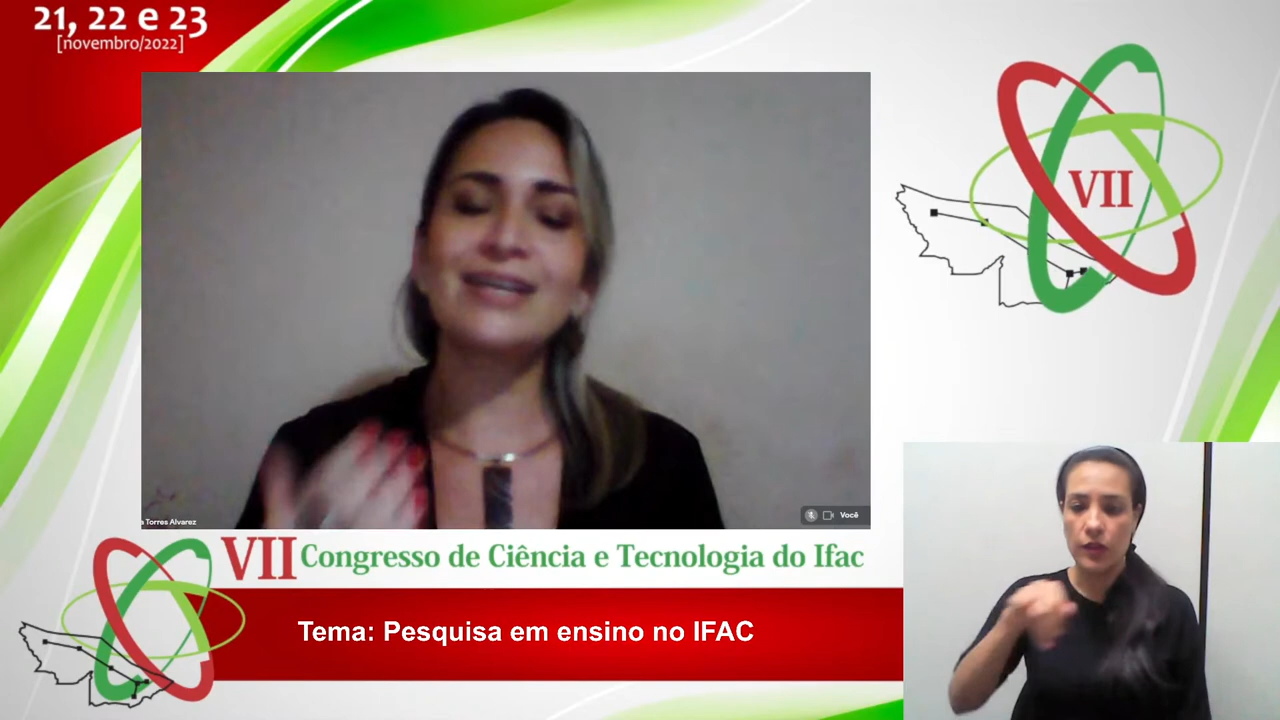 21, 22 e 23
[novembro/2022]
VII
Torres Alvarez
Você
VII Congresso de Ciência e Tecnologia do Ifac
Tema: Pesquisa em ensino no IFAC